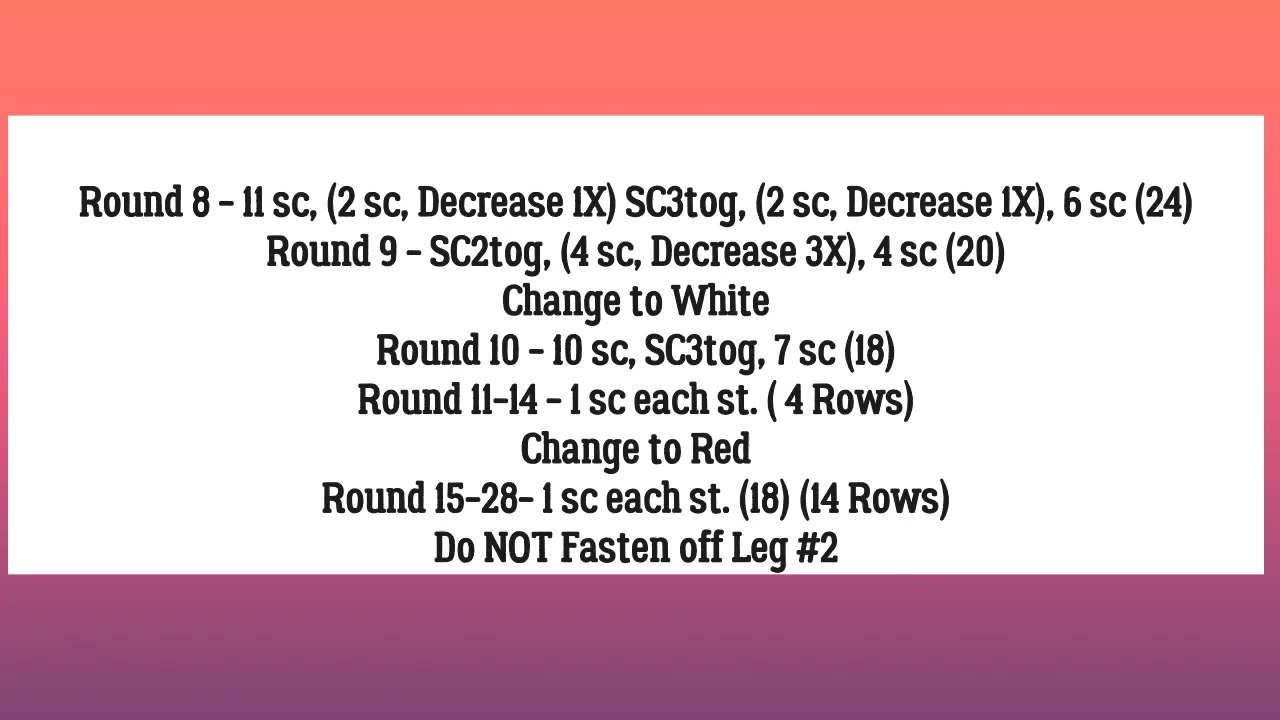 Round 8 - 11 sc, (2 sc, Decrease 1X) SC3tog, (2 sc, Decrease 1X), 6 sc (24)
Round 9 - SC2tog, (4 sc, Decrease 3X), 4 sc (20)
Change to White
Round 10 - 10 sc, SC3tog, 7 sc (18)
Round 11-14 - 1 sc each st. ( 4 Rows)
Change to Red
Round 15-28- 1 sc each st. (18) (14 Rows)
Do NOT Fasten off Leg #2